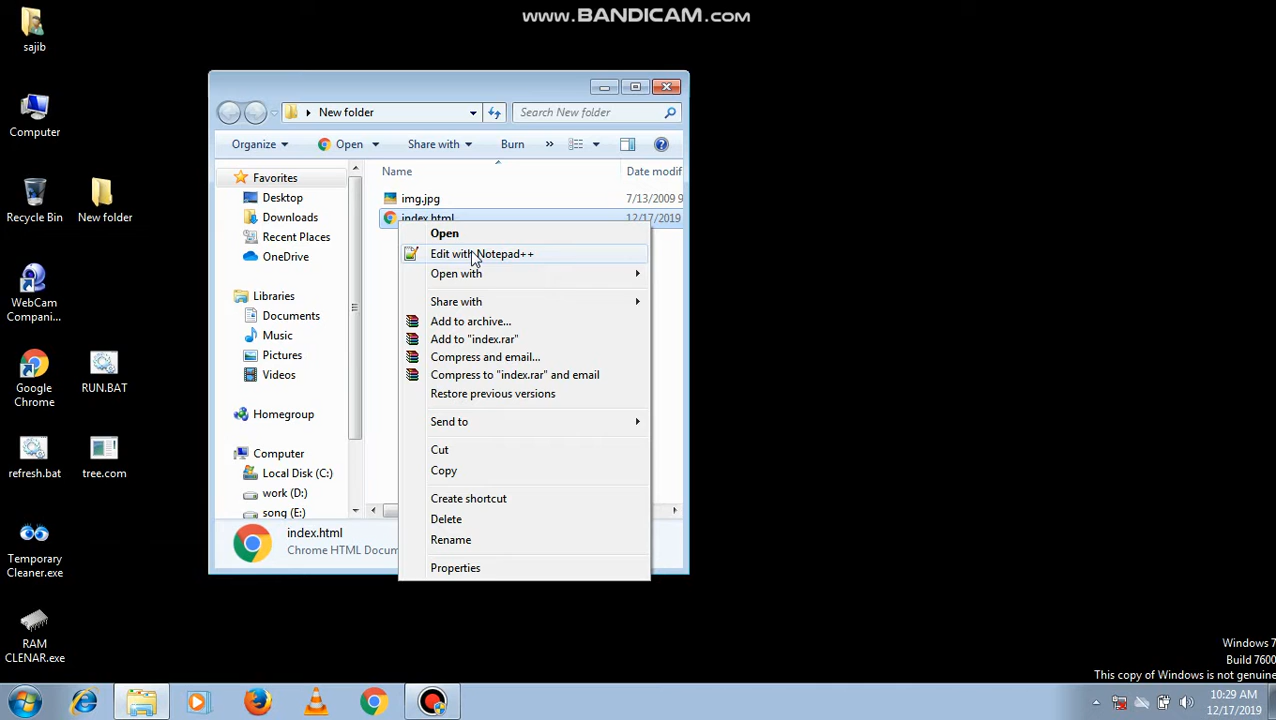 www.BANDICAM.com
sajib
Computer
Recycle Bin
New folder
WebCam
Compani...
Google
Chrome
RUN.BAT
refresh.bat
tree.com
Temporary
Cleaner.exe
RAM
CLENAR.exe
New folder
Search New folder
Organize
Open
Share with
Burn
»
Name
Date modif
Favorites
Desktop
Downloads
Recent Places
OneDrive
Libraries
Documents
Music
Pictures
Videos
Homegroup
Computer
Local Disk (C:)
work (D:)
song (E:)
img.jpg
7/13/2009 9
index.html
12/17/2019
Open
Edit with Notepad++
Open with
Share with
Add to archive...
Add to "index.rar"
Compress and email...
Compress to "index.rar" and email
Restore previous versions
Send to
Cut
Copy
Create shortcut
Delete
Rename
Properties
index.html
Chrome HTML Docum
Windows 7
Build 7600
This copy of Windows is not genuine
10:29 AM
12/17/2019